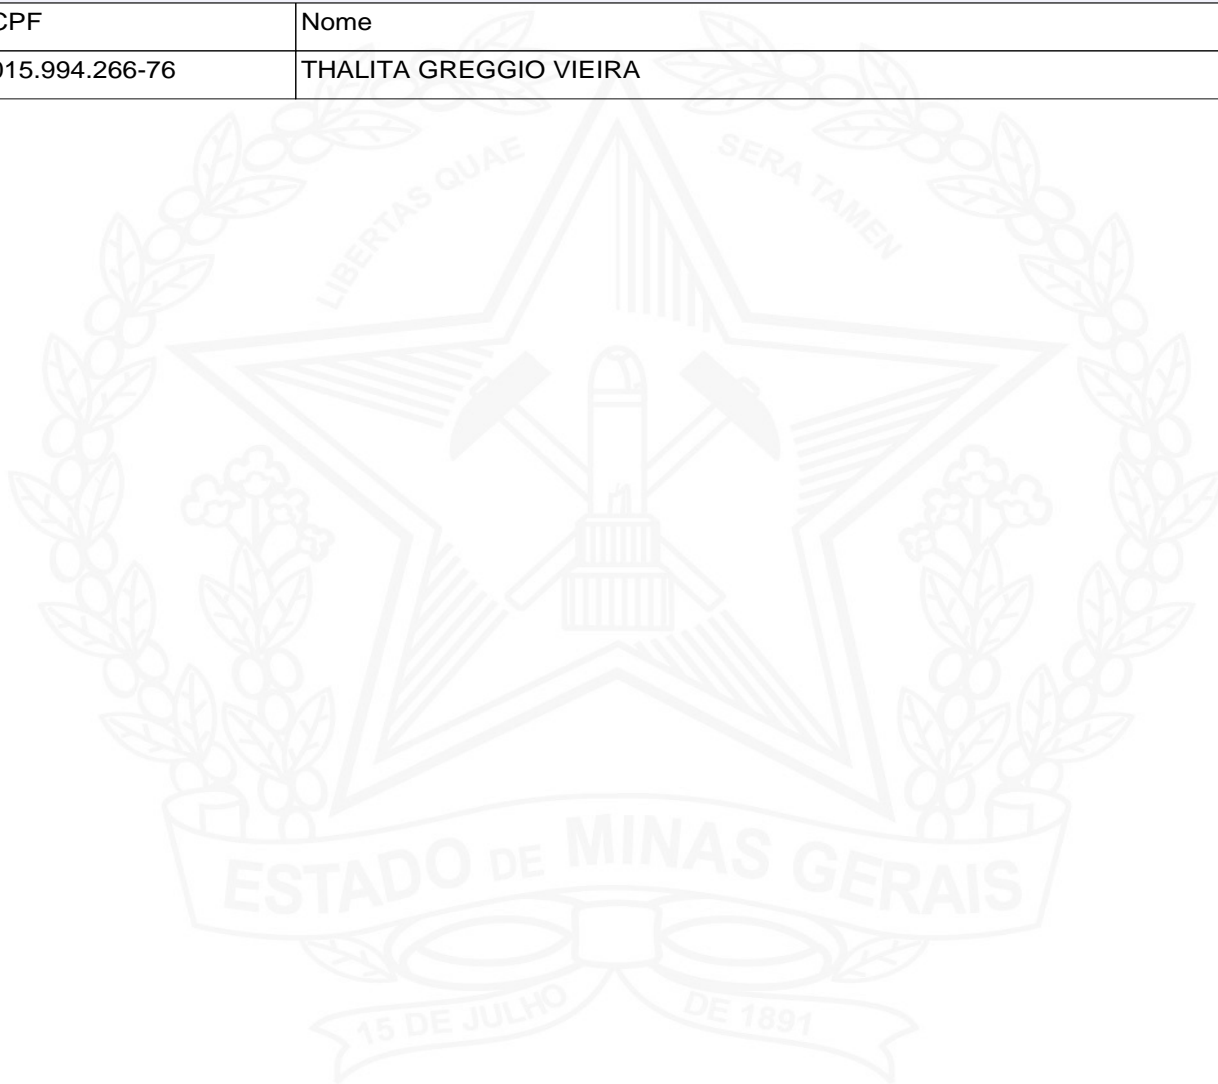 CPF Nome
015.994.266-76 THALITA GREGGIO VIEIRA
LIBERTAS QUAE SERA TAMEN
ESTADO DE MINAS GERAIS
15 DE JULHO DE 1891